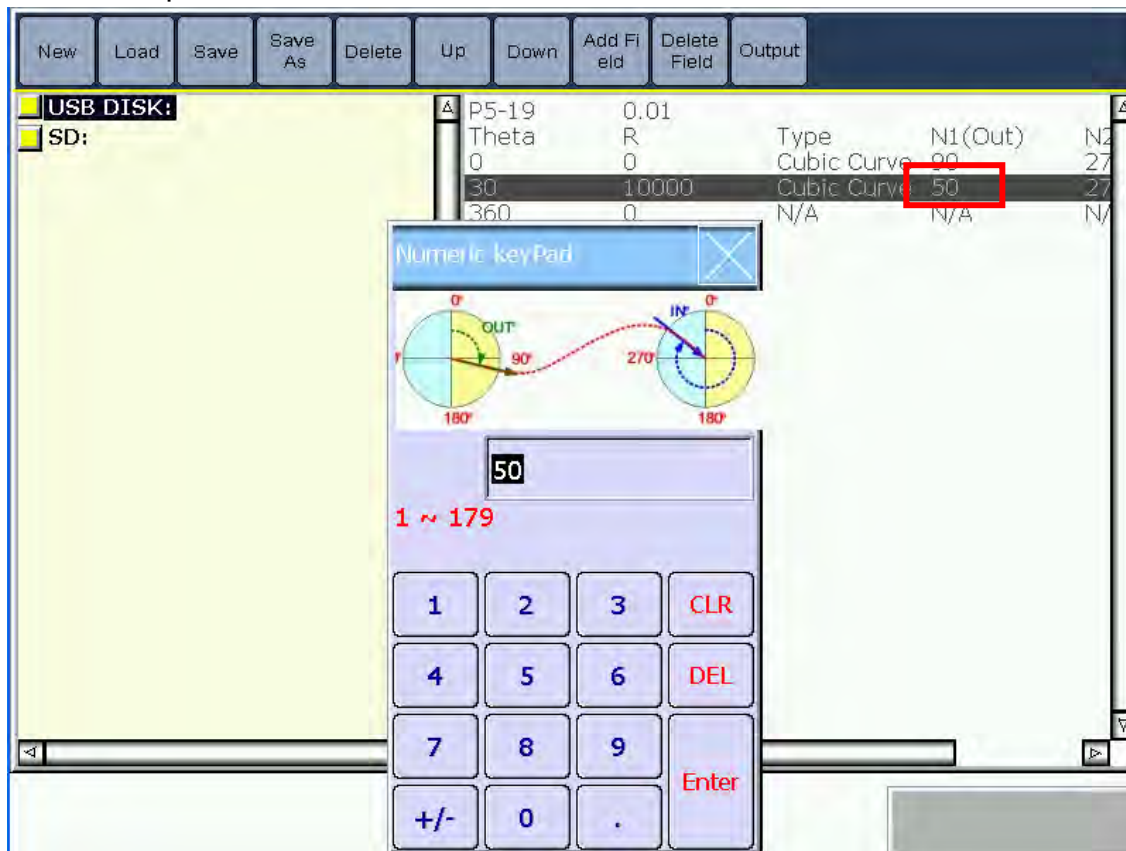 New Load Save Save As Delete Up Down Add Fi eld Delete Field Output
USB DISK:
SD:
P5-19 0.01
Theta R Type N1(Out) N2
0 0 Cubic Curve 90 27
30 10000 Cubic Curve 50 27
360 0 N/A N/A N/
Numeric keyPad
0° OUT° 90° 180°
IN° 0° 270° 180°
50
1 ~ 179
1 2 3 CLR
4 5 6 DEL
7 8 9
Enter
+/- 0 .